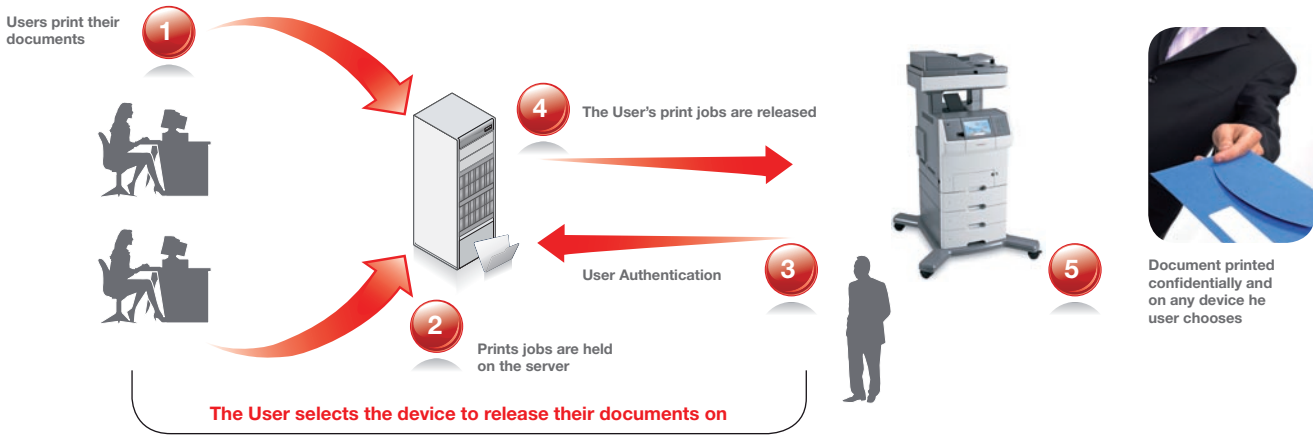 Users print their
documents
1
4
The User's print jobs are released
User Authentication
3
2
Prints jobs are held
on the server
5
Document printed
confidentially and
on any device he
user chooses
The User selects the device to release their documents on